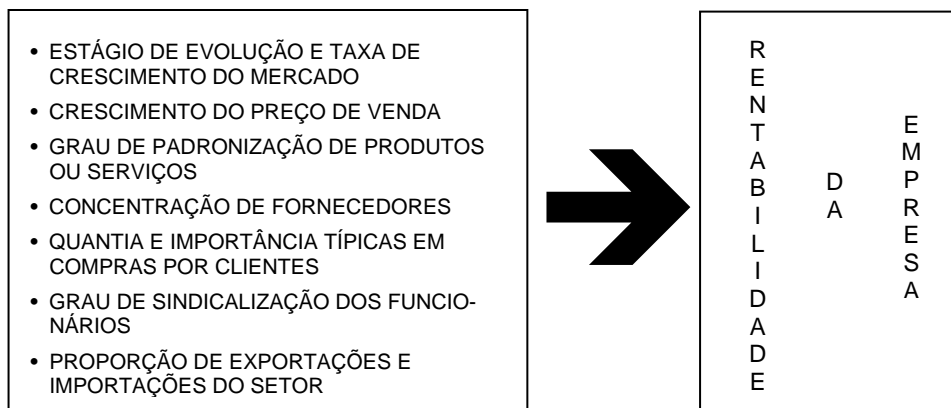 • ESTÁGIO DE EVOLUÇÃO E TAXA DE
CRESCIMENTO DO MERCADO
• CRESCIMENTO DO PREÇO DE VENDA
• GRAU DE PADRONIZAÇÃO DE PRODUTOS
OU SERVIÇOS
• CONCENTRAÇÃO DE FORNECEDORES
• QUANTIA E IMPORTÂNCIA TÍPICAS EM
COMPRAS POR CLIENTES
• GRAU DE SINDICALIZAÇÃO DOS FUNCIO-
NÁRIOS
• PROPORÇÃO DE EXPORTAÇÕES E
IMPORTAÇÕES DO SETOR
RENTABILIDADE
DA
EMPRESA